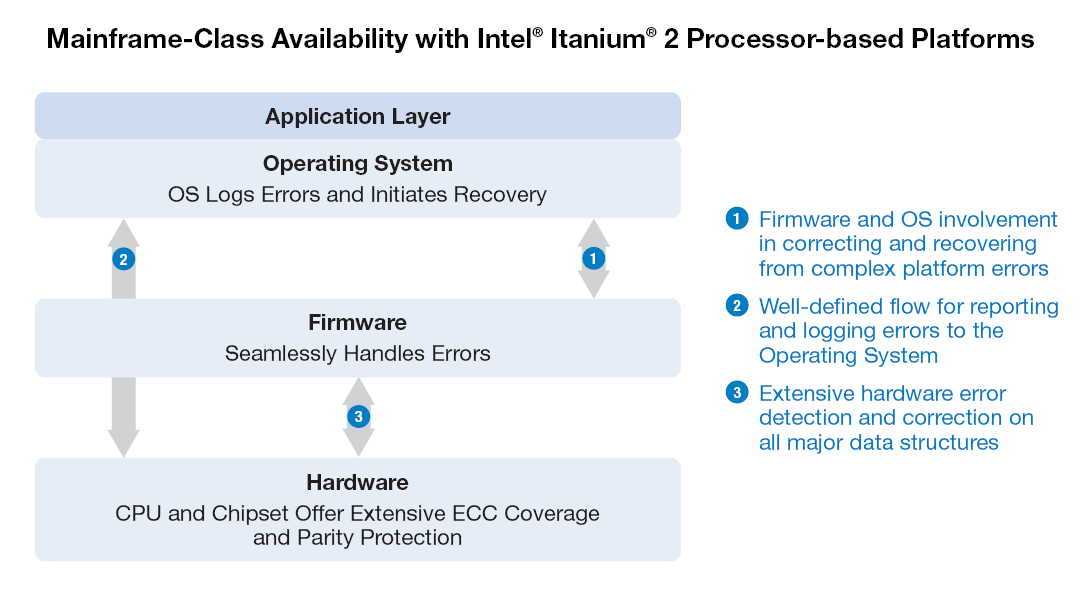 Mainframe-Class Availability with Intel® Itanium® 2 Processor-based Platforms
Application Layer
Operating System
OS Logs Errors and Initiates Recovery
2
1
Firmware
Seamlessly Handles Errors
3
Hardware
CPU and Chipset Offer Extensive ECC Coverage
and Parity Protection
1 Firmware and OS involvement
in correcting and recovering
from complex platform errors
2 Well-defined flow for reporting
and logging errors to the
Operating System
3 Extensive hardware error
detection and correction on
all major data structures